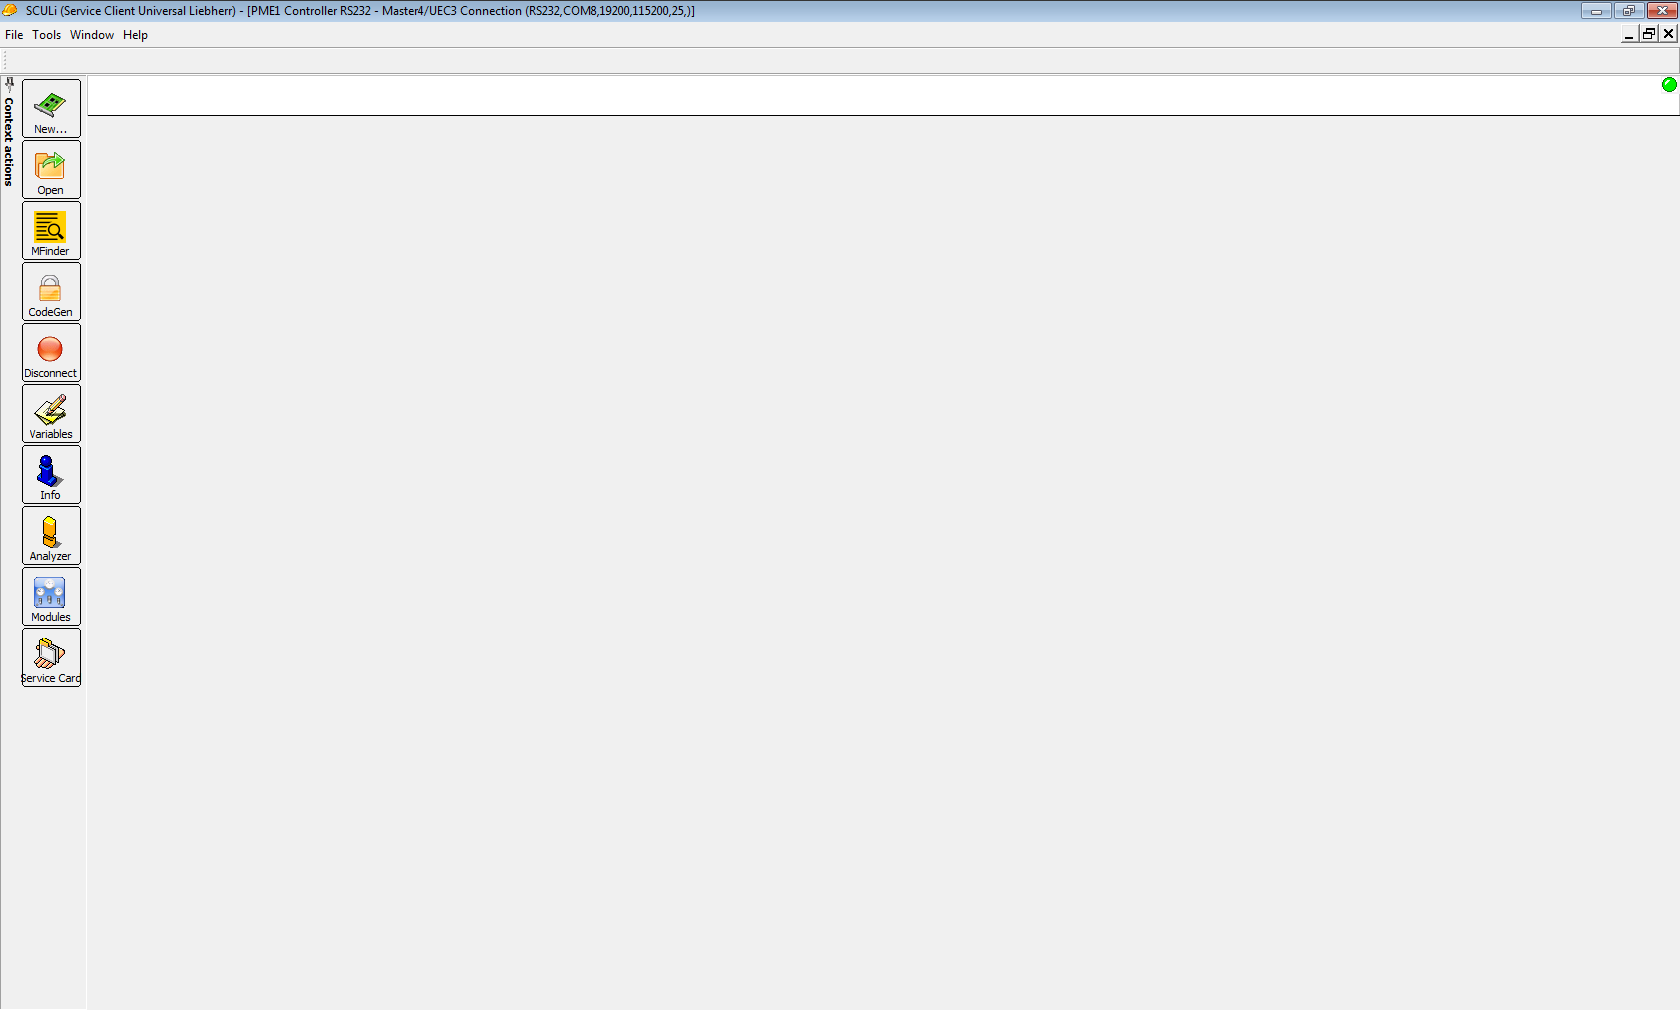 SCULi (Service Client Universal Liebherr) - [PME1 Controller RS232 - Master4/UEC3 Connection (RS232,COM8,19200,115200,25,)]
File Tools Window Help
Context actions
New...
Open
MFinder
CodeGen
Disconnect
Variables
Info
Analyzer
Modules
Service Card